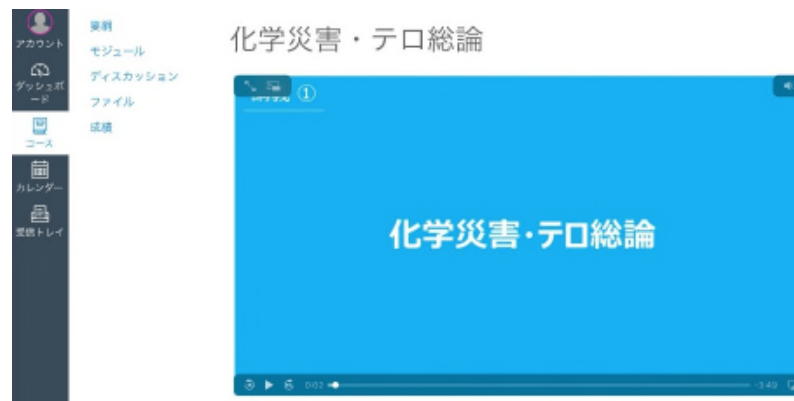 アカウント
ダッシュボ
ード
コース
カレンダー
受信トレイ
要綱
モジュール
ディスカッション
ファイル
成績
化学災害・テロ総論
①
化学災害・テロ総論
0:02
-3:49